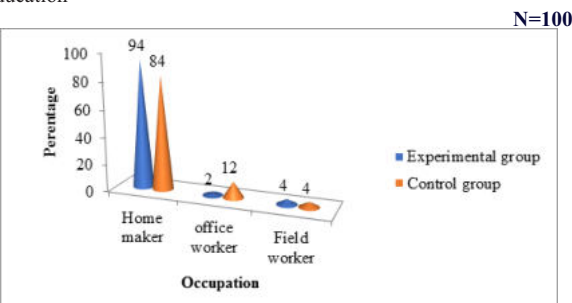 N=100
100
80
60
40
20
0
Perentage
94
84
2
12
4
4
Home
maker
office
worker
Field
worker
Occupation
Experimental group
Control group